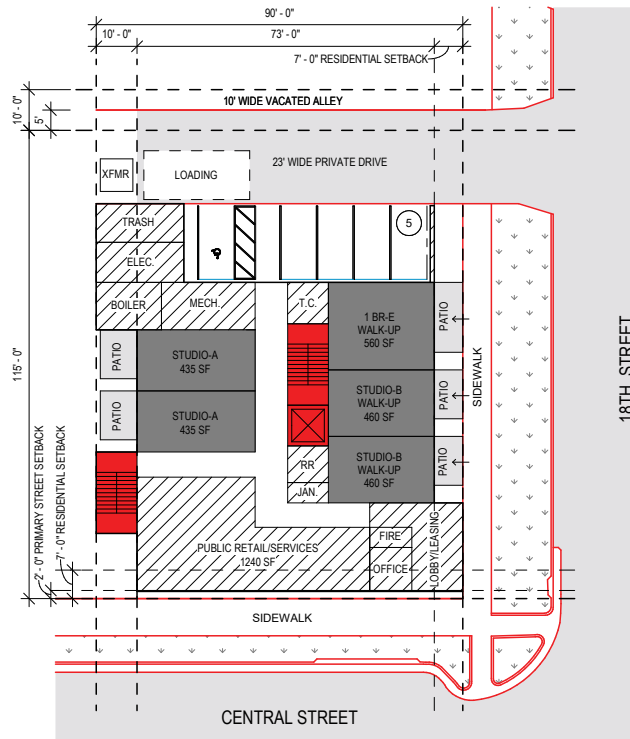 90' - 0"
10' - 0"
73' - 0"
7' - 0" RESIDENTIAL SETBACK
10' - 0"
5'
10' WIDE VACATED ALLEY
XFMR
LOADING
23' WIDE PRIVATE DRIVE
TRASH
5
ELEC.
BOILER
MECH.
T.C.
1 BR-E
WALK-UP
560 SF
PATIO
SIDEWALK
18TH STREET
115' - 0"
PATIO
STUDIO-A
435 SF
STUDIO-B
WALK-UP
460 SF
PATIO
PATIO
STUDIO-A
435 SF
STUDIO-B
WALK-UP
460 SF
PATIO
RR
JAN.
2' - 0" PRIMARY STREET SETBACK
7' - 0" RESIDENTIAL SETBACK
PUBLIC RETAIL/SERVICES
1240 SF
FIRE
OFFICE
LOBBY/LEASING
SIDEWALK
CENTRAL STREET